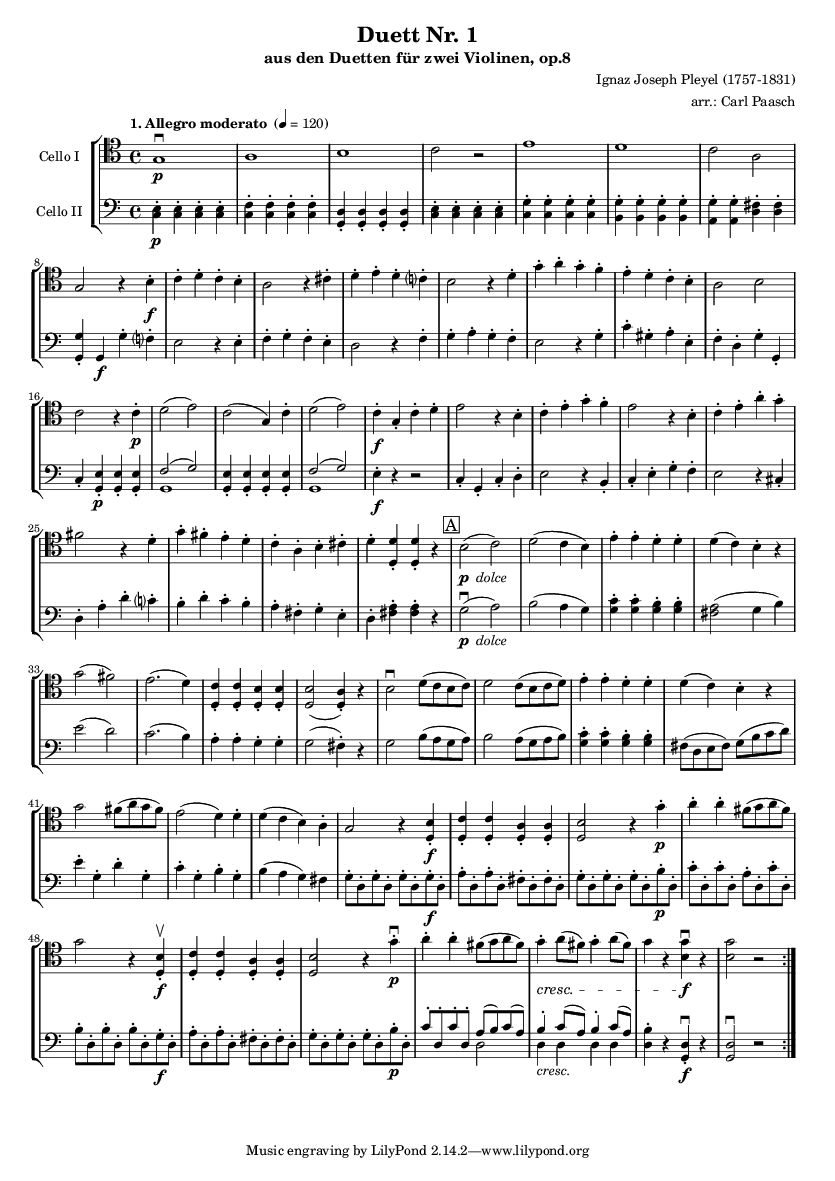 Duett Nr. 1
aus den Duetten für zwei Violinen, op.8
Ignaz Joseph Pleyel (1757-1831)
arr.: Carl Paasch
1. Allegro moderato (♩ = 120)
Cello I
p
Cello II
p
8
f
f
16
p
f
p
f
25
A
p dolce
p dolce
33
41
f
p
f
p
48
f
p
cresc.
f
f
p
cresc.
f
Music engraving by LilyPond 2.14.2—www.lilypond.org